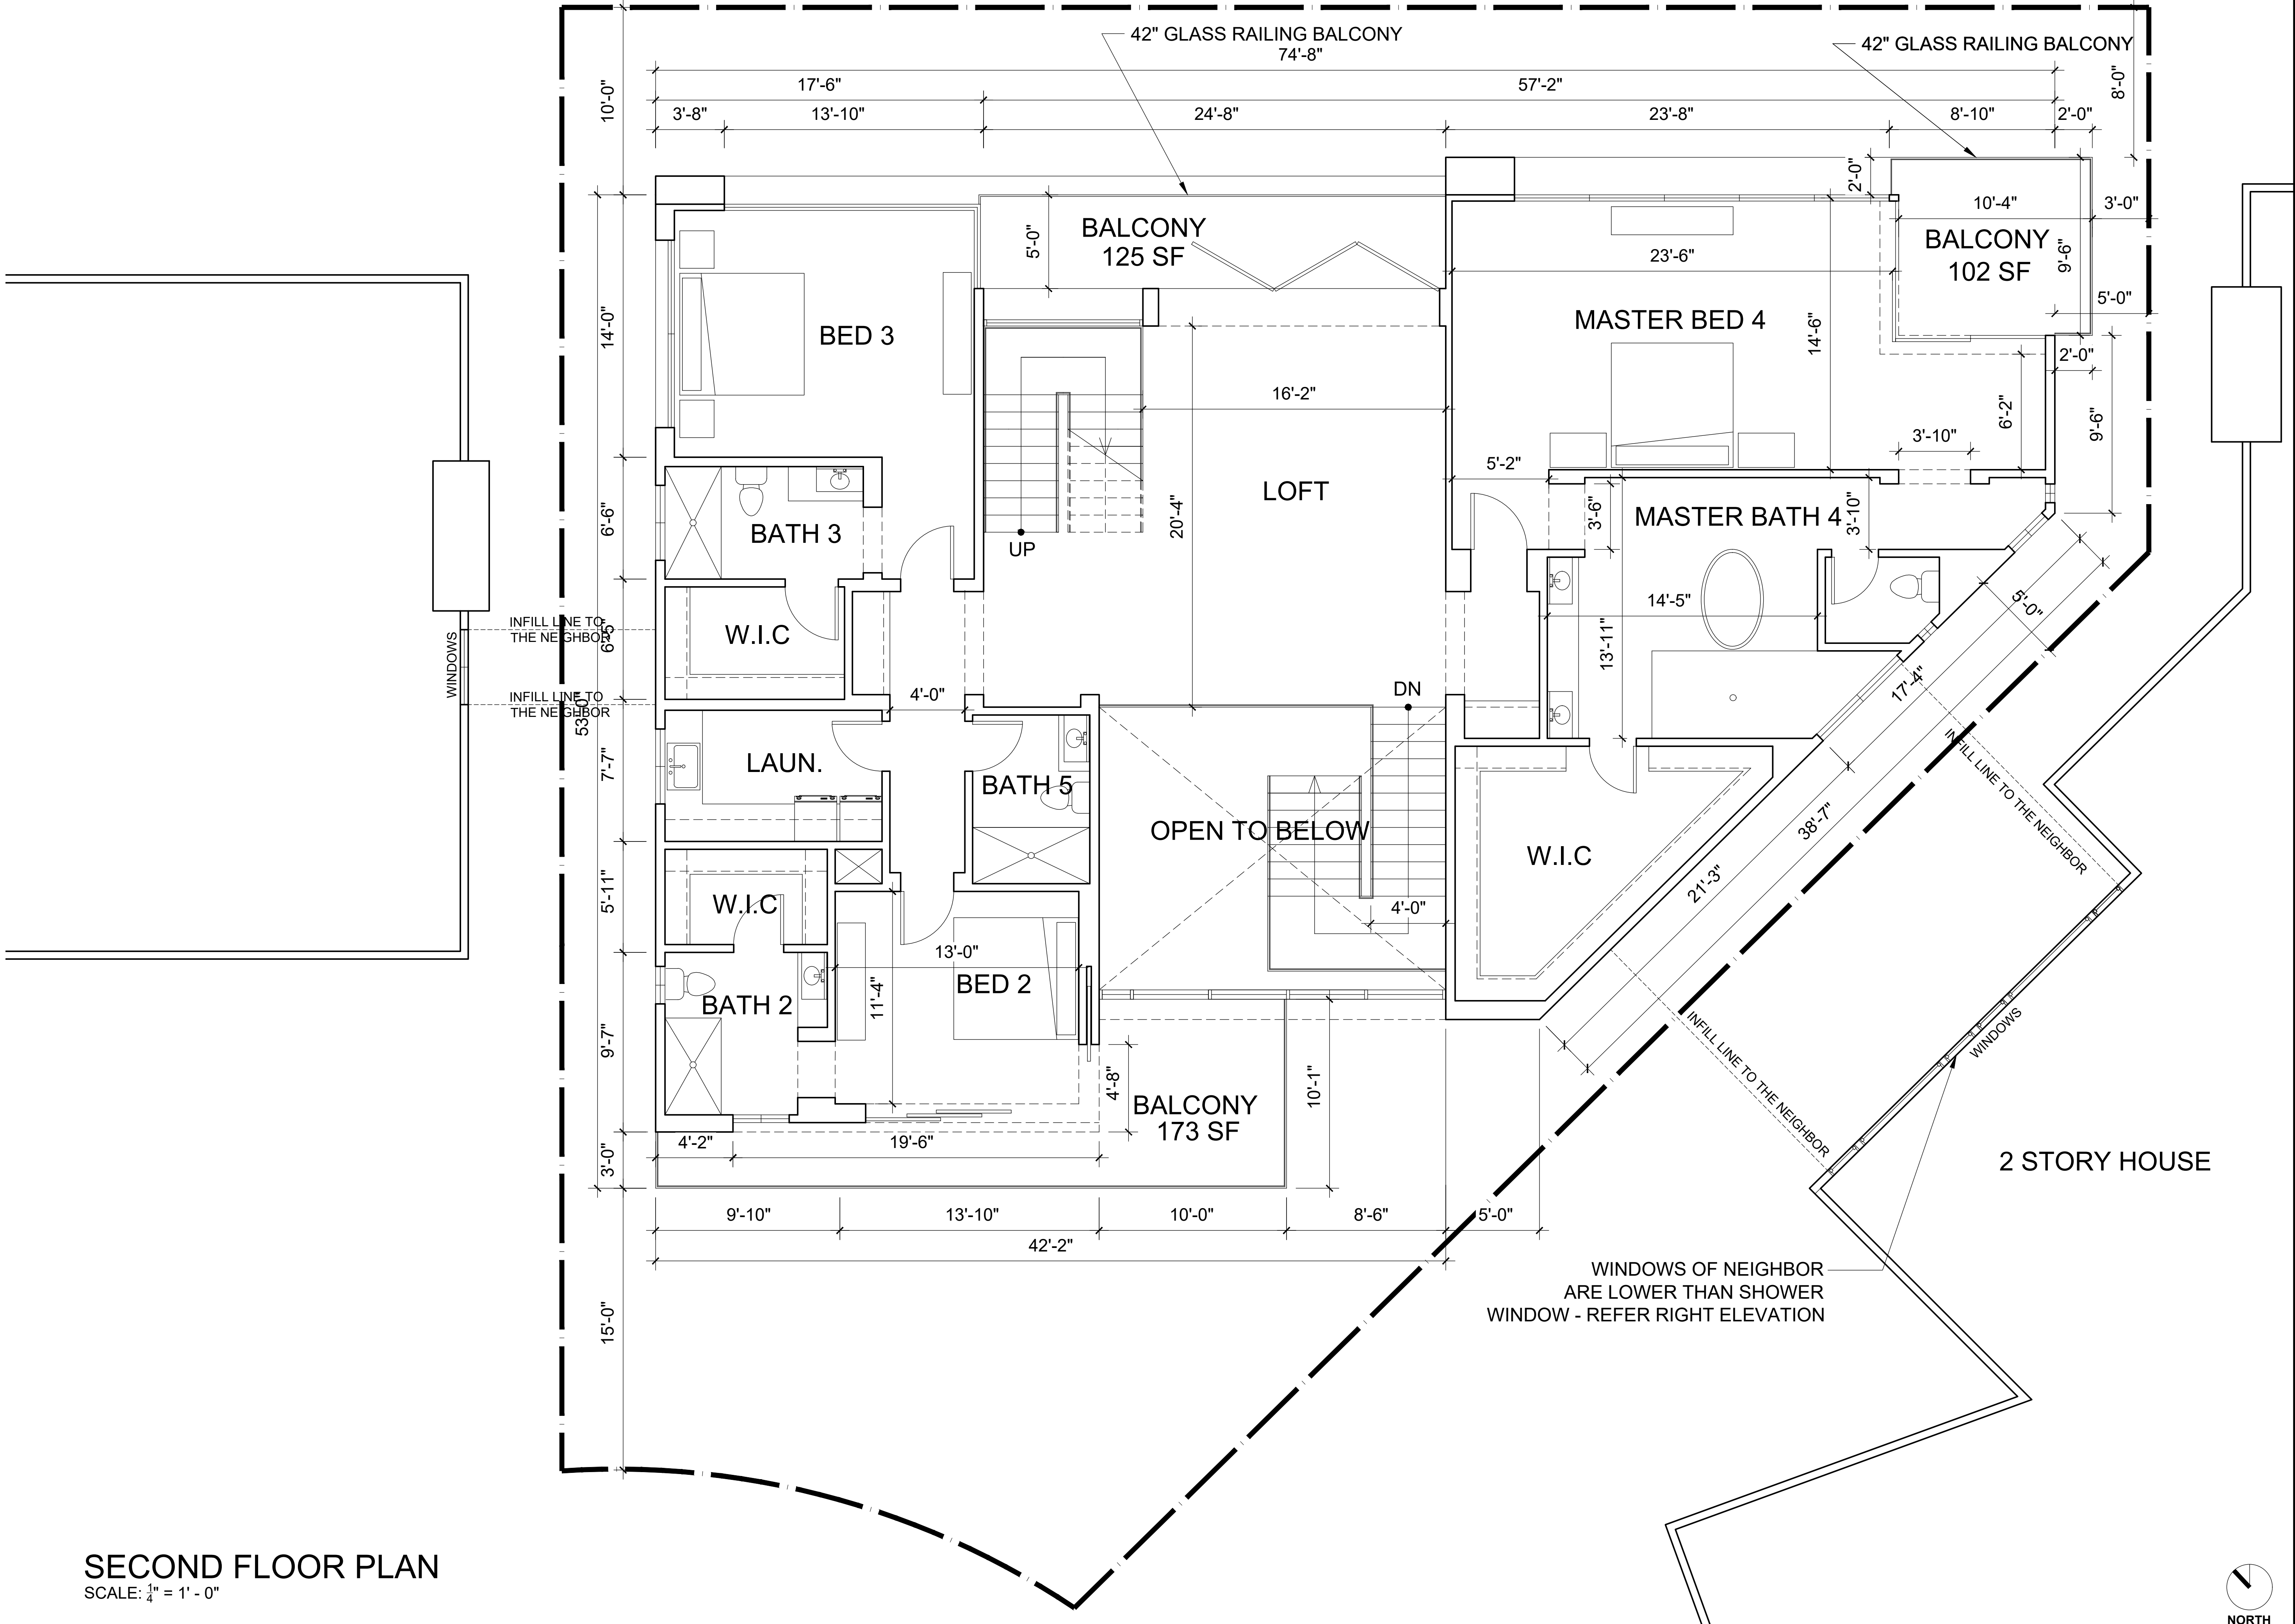 42" GLASS RAILING BALCONY
42" GLASS RAILING BALCONY
74'-8"
17'-6"
57'-2"
10'-0"
8'-0"
3'-8"
13'-10"
24'-8"
23'-8"
8'-10"
2'-0"
2'-0"
5'-0"
BALCONY
125 SF
10'-4"
3'-0"
BALCONY
102 SF
9'-6"
23'-6"
5'-0"
14'-0"
BED 3
MASTER BED 4
14'-6"
2'-0"
16'-2"
6'-2"
9'-6"
3'-10"
5'-2"
LOFT
20'-4"
6'-6"
BATH 3
UP
3'-6"
MASTER BATH 4
3'-10"
14'-5"
5'-0"
INFILL LINE TO
THE NEIGHBOR
6'-5"
W.I.C
WINDOWS
13'-11"
INFILL LINE TO
THE NEIGHBOR
53'-0"
4'-0"
DN
17'-4"
INFILL LINE TO THE NEIGHBOR
7'-7"
LAUN.
BATH 5
OPEN TO BELOW
38'-7"
W.I.C
21'-3"
5'-11"
W.I.C
4'-0"
13'-0"
BED 2
11'-4"
BATH 2
9'-7"
INFILL LINE TO THE NEIGHBOR
WINDOWS
4'-8"
10'-1"
BALCONY
173 SF
4'-2"
19'-6"
3'-0"
2 STORY HOUSE
9'-10"
13'-10"
10'-0"
8'-6"
5'-0"
42'-2"
WINDOWS OF NEIGHBOR
ARE LOWER THAN SHOWER
WINDOW - REFER RIGHT ELEVATION
15'-0"
SECOND FLOOR PLAN
SCALE: 1/4" = 1' - 0"
NORTH